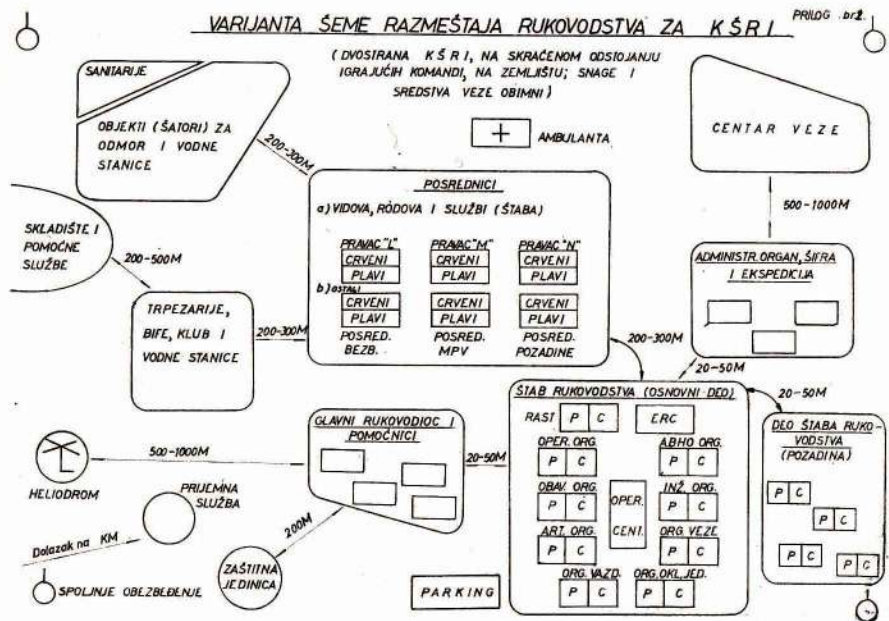 VARIJANTA ŠEME RAZMEŠTAJA RUKOVODSTVA ZA KŠRI
PRILOG br2.
(DVOSTRANA KŠRI, NA SKRAĆENOM ODSTOJANJU
IGRAJUĆIH KOMANDI, NA ZEMLJIŠTU; SNAGE I
SREDSTVA VEZE OBIMNI)
SANITARIJE
OBJEKTI (ŠATORI) ZA
ODMOR I VODNE
STANICE
AMBULANTA
CENTAR VEZE
200-300M
500-1000M
SKLADIŠTE I
POMOĆNE
SLUŽBE
200-500M
POSREDNICI
a) VIDOVA, RODOVA I SLUŽBI (ŠTABA)
PRAVAC "L" PRAVAC "M" PRAVAC "N"
CRVENI CRVENI CRVENI
PLAVI PLAVI PLAVI
b) OSTALI
CRVENI CRVENI CRVENI
PLAVI PLAVI PLAVI
POSRED. POSRED. POSRED.
BEZB. MPV POZADINE
ADMINISTR. ORGAN, ŠIFRA
I EKSPEDICIJA
TRPEZARIJE,
BIFE, KLUB I
VODNE STANICE
200-300M
200-300M
20-50M
20-50M
ŠTAB RUKOVODSTVA (OSNOVNI DEO)
RAST P C ERC
OPER. ORG. ABHO ORG.
P C P C
OBAV. ORG. INŽ. ORG.
P C P C
OPER.
CENT.
ART. ORG. ORG. VEZE
P C P C
ORG. VAZD. ORG. OKL. JED.
P C P C
DEO ŠTABA RUKO-
VODSTVA
(POZADINA)
P C
P C
P C
P C
GLAVNI RUKOVODIOC I
POMOĆNICI
20-50M
500-1000M
HELIODROM
PRIJEMNA
SLUŽBA
Dolazak na KM
200M
ZAŠTITNA
JEDINICA
SPOLJNJE OBEZBEĐENJE
PARKING